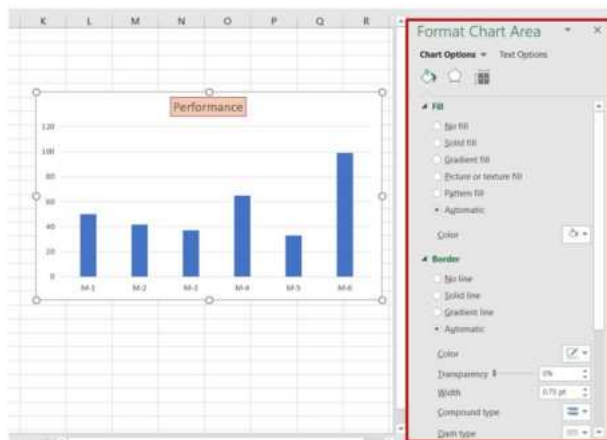 K L M N O P Q R
Performance
120
100
80
60
40
20
0
M-1 M-2 M-3 M-4 M-5 M-6
Format Chart Area
Chart Options Text Options
Fill
No fill
Solid fill
Gradient fill
Picture or texture fill
Pattern fill
Automatic
Color
Border
No line
Solid line
Gradient line
Automatic
Color
Transparency 0%
Width 0.75 pt
Compound type
Dash type